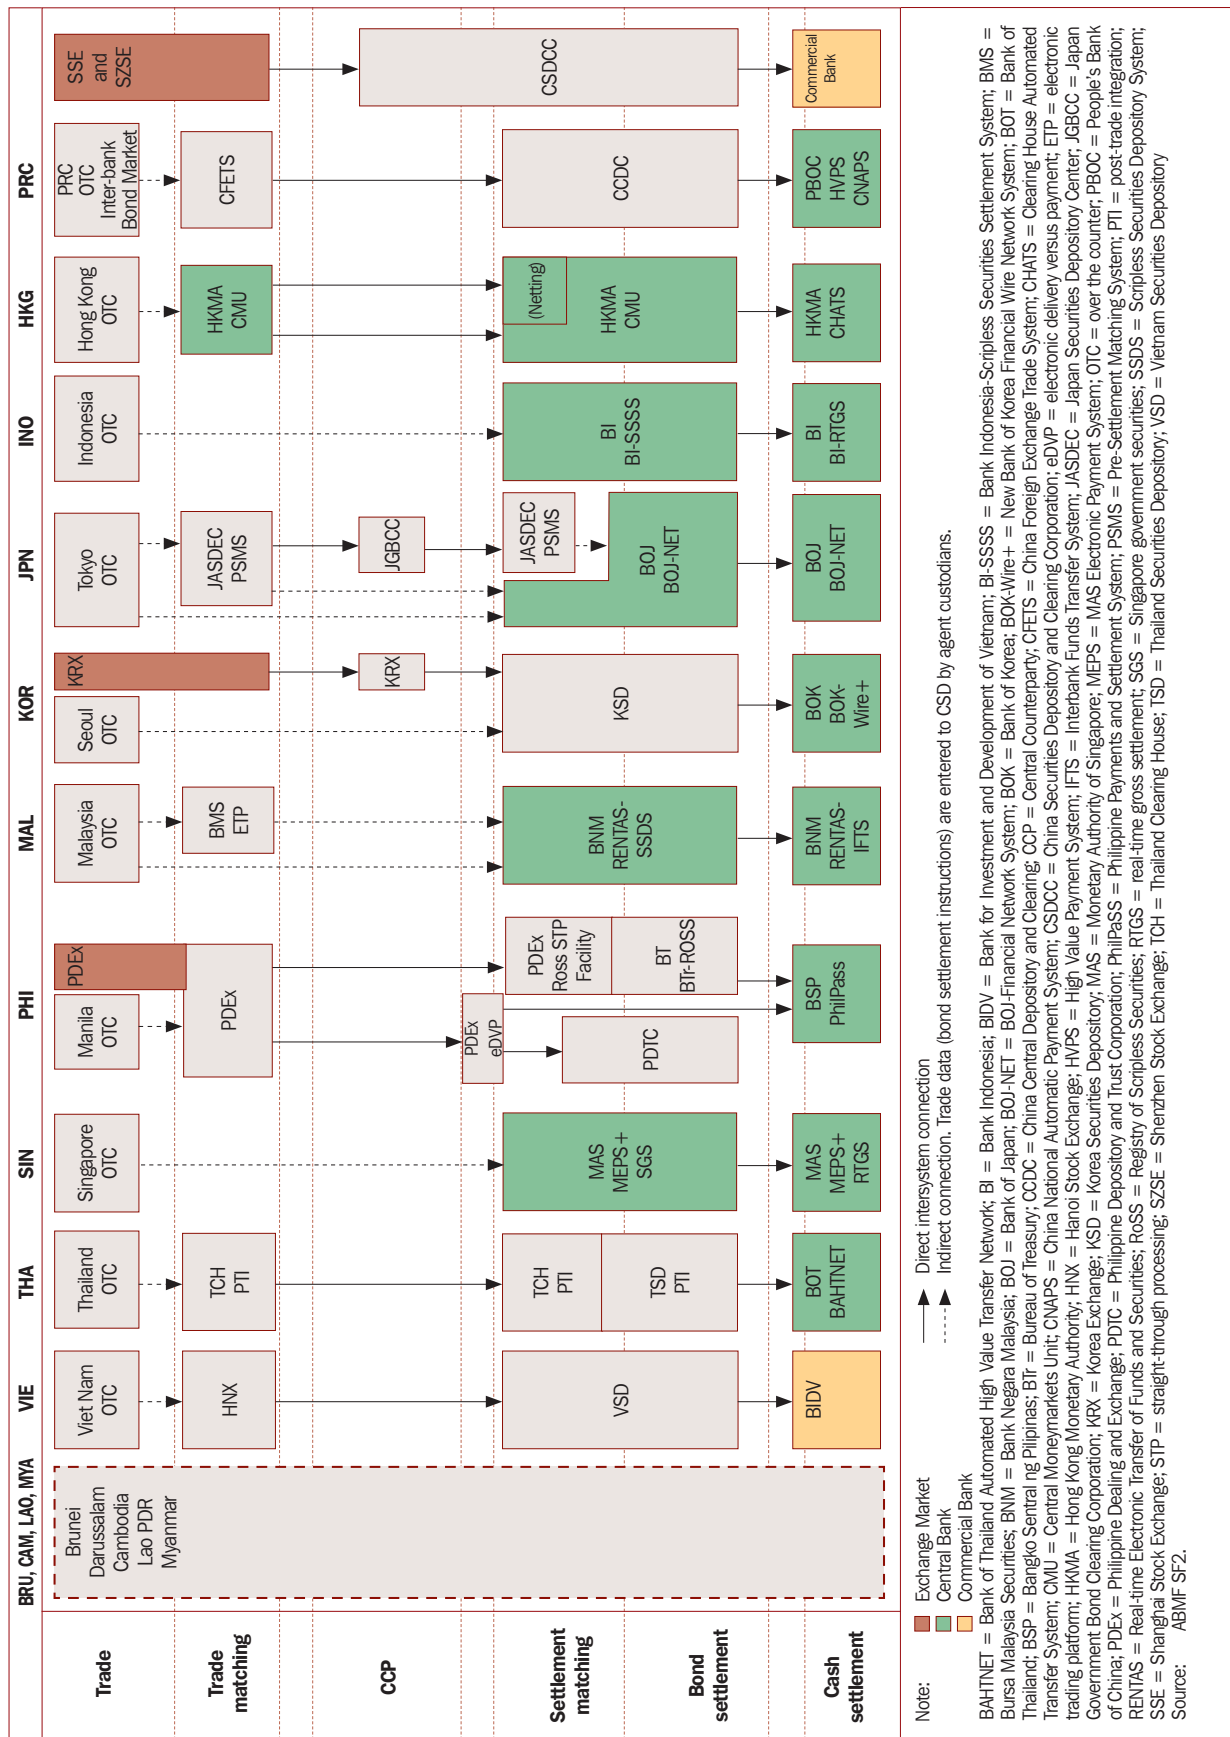 BRU, CAM, LAO, MYA
VIE
THA
SIN
PHI
MAL
KOR
JPN
INO
HKG
PRC
Trade
Brunei
Darussalam
Cambodia
Lao PDR
Myanmar
Viet Nam
OTC
Thailand
OTC
Singapore
OTC
Manila
OTC
PDEx
Malaysia
OTC
Seoul
OTC
KRX
Tokyo
OTC
Indonesia
OTC
Hong Kong
OTC
PRC
OTC
Inter-bank
Bond Market
SSE
and
SZSE
Trade
matching
HNX
TCH
PTI
PDEx
BMS
ETP
JASDEC
PSMS
HKMA
CMU
CFETS
CCP
KRX
JGBCC
Settlement
matching
Bond
settlement
VSD
TCH
PTI
TSD
PTI
MAS
MEPS+
SGS
PDEx
eDVP
PDTC
PDEx
Ross STP
Facility
BT
BTr-ROSS
BNM
RENTAS-
SSDS
KSD
JASDEC
PSMS
BOJ
BOJ-NET
BI
BI-SSSS
(Netting)
HKMA
CMU
CCDC
CSDCC
Cash
settlement
BIDV
BOT
BAHTNET
MAS
MEPS+
RTGS
BSP
PhilPass
BNM
RENTAS-
IFTS
BOK
BOK-
Wire+
BOJ
BOJ-NET
BI
BI-RTGS
HKMA
CHATS
PBOC
HVPS
CNAPS
Commercial
Bank
Note:
Exchange Market
Central Bank
Commercial Bank
Direct intersystem connection
Indirect connection. Trade data (bond settlement instructions) are entered to CSD by agent custodians.
BAHTNET = Bank of Thailand Automated High Value Transfer Network; BI = Bank Indonesia; BIDV = Bank for Investment and Development of Vietnam; BI-SSSS = Bank Indonesia-Scripless Securities Settlement System; BMS =
Bursa Malaysia Securities; BNM = Bank Negara Malaysia; BOJ = Bank of Japan; BOJ-NET = BOJ-Financial Network System; BOK = Bank of Korea; BOK-Wire+ = New Bank of Korea Financial Wire Network System; BOT = Bank of
Thailand; BSP = Bangko Sentral ng Pilipinas; BTr = Bureau of Treasury; CCDC = China Central Depository and Clearing; CCP = Central Counterparty; CFETS = China Foreign Exchange Trade System; CHATS = Clearing House Automated
Transfer System; CMU = Central Moneymarkets Unit; CNAPS = China National Automatic Payment System; CSDCC = China Securities Depository and Clearing Corporation; eDVP = electronic delivery versus payment; ETP = electronic
trading platform; HKMA = Hong Kong Monetary Authority; HNX = Hanoi Stock Exchange; HVPS = High Value Payment System; IFTS = Interbank Funds Transfer System; JASDEC = Japan Securities Depository Center; JGBCC = Japan
Government Bond Clearing Corporation; KRX = Korea Exchange; KSD = Korea Securities Depository; MAS = Monetary Authority of Singapore; MEPS = MAS Electronic Payment System; OTC = over the counter; PBOC = People's Bank
of China; PDEx = Philippine Dealing and Exchange; PDTC = Philippine Depository and Trust Corporation; PhilPaSS = Philippine Payments and Settlement System; PSMS = Pre-Settlement Matching System; PTI = post-trade integration;
RENTAS = Real-time Electronic Transfer of Funds and Securities; RoSS = Registry of Scripless Securities; RTGS = real-time gross settlement; SGS = Singapore government securities; SSDS = Scripless Securities Depository System;
SSE = Shanghai Stock Exchange; STP = straight-through processing; SZSE = Shenzhen Stock Exchange; TCH = Thailand Clearing House; TSD = Thailand Securities Depository; VSD = Vietnam Securities Depository
Source: ABMF SF2.